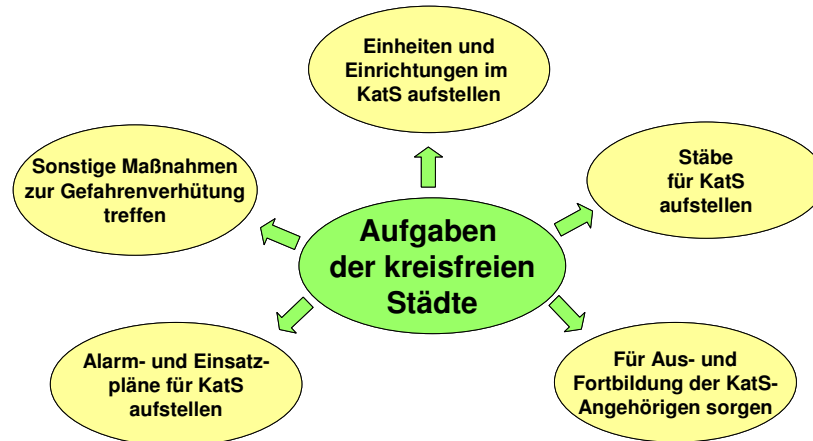 Einheiten und
Einrichtungen im
KatS aufstellen
Sonstige Maßnahmen
zur Gefahrenverhütung
treffen
Stäbe
für KatS
aufstellen
Aufgaben
der kreisfreien
Städte
Alarm- und Einsatz-
pläne für KatS
aufstellen
Für Aus- und
Fortbildung der KatS-
Angehörigen sorgen